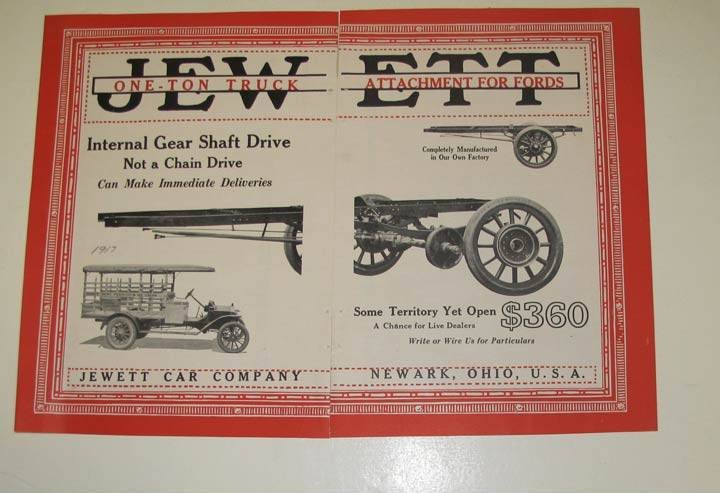 JEWETT
ONE-TON TRUCK ATTACHMENT FOR FORDS
Internal Gear Shaft Drive
Not a Chain Drive
Can Make Immediate Deliveries
Completely Manufactured
in Our Own Factory
1917
Some Territory Yet Open $360
A Chance for Live Dealers
Write or Wire Us for Particulars
JEWETT CAR COMPANY NEWARK, OHIO, U.S.A.